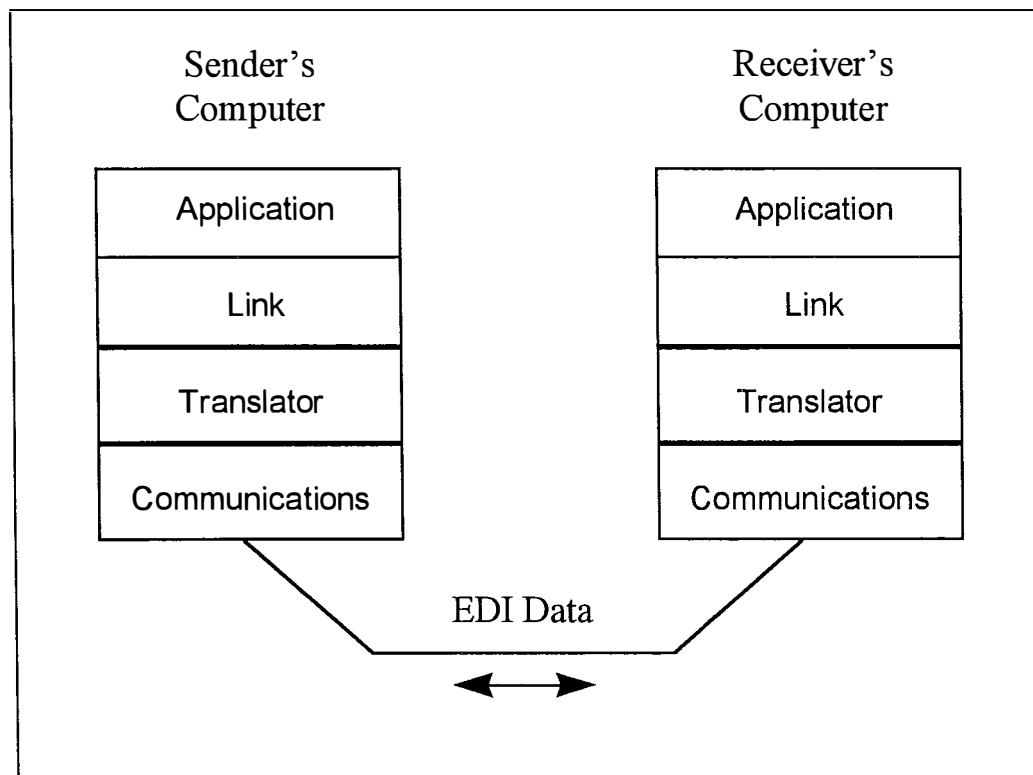 Sender's
Computer
Receiver's
Computer
Application
Link
Translator
Communications
Application
Link
Translator
Communications
EDI Data